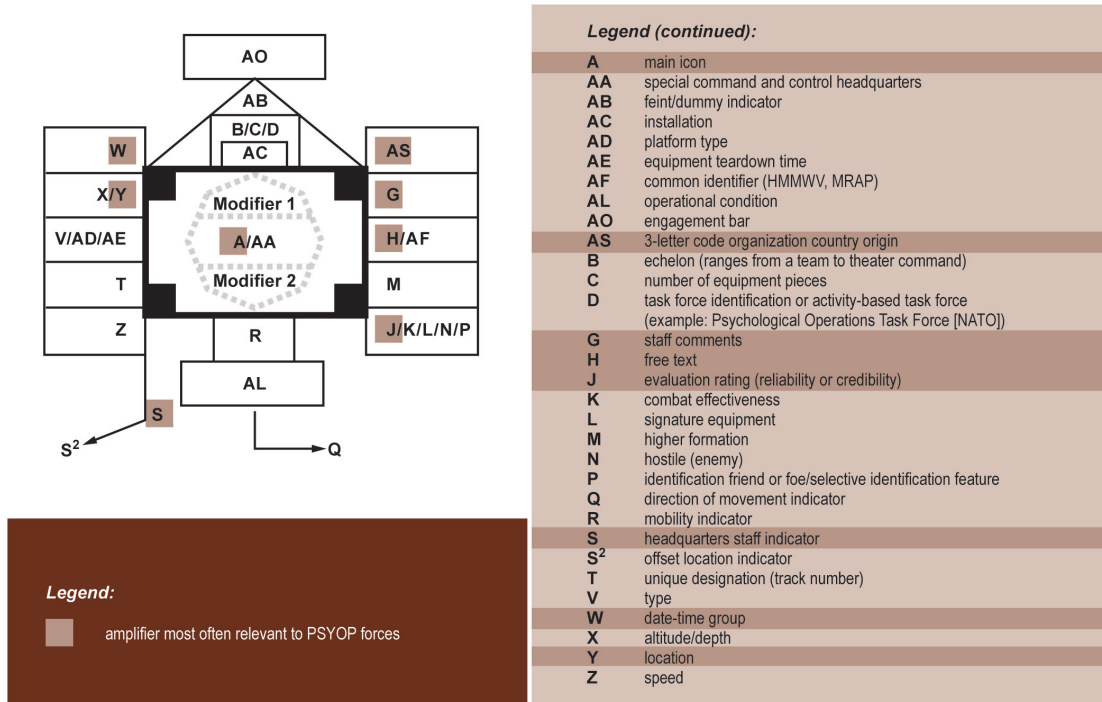 AO
AB
B/C/D
AC
W
AS
X/Y
G
Modifier 1
V/AD/AE
A/AA
H/AF
Modifier 2
T
M
Z
R
J/K/L/N/P
AL
S
S²
Q
Legend:
amplifier most often relevant to PSYOP forces
Legend (continued):
A main icon
AA special command and control headquarters
AB feint/dummy indicator
AC installation
AD platform type
AE equipment teardown time
AF common identifier (HMMWV, MRAP)
AL operational condition
AO engagement bar
AS 3-letter code organization country origin
B echelon (ranges from a team to theater command)
C number of equipment pieces
D task force identification or activity-based task force
(example: Psychological Operations Task Force [NATO])
G staff comments
H free text
J evaluation rating (reliability or credibility)
K combat effectiveness
L signature equipment
M higher formation
N hostile (enemy)
P identification friend or foe/selective identification feature
Q direction of movement indicator
R mobility indicator
S headquarters staff indicator
S² offset location indicator
T unique designation (track number)
V type
W date-time group
X altitude/depth
Y location
Z speed